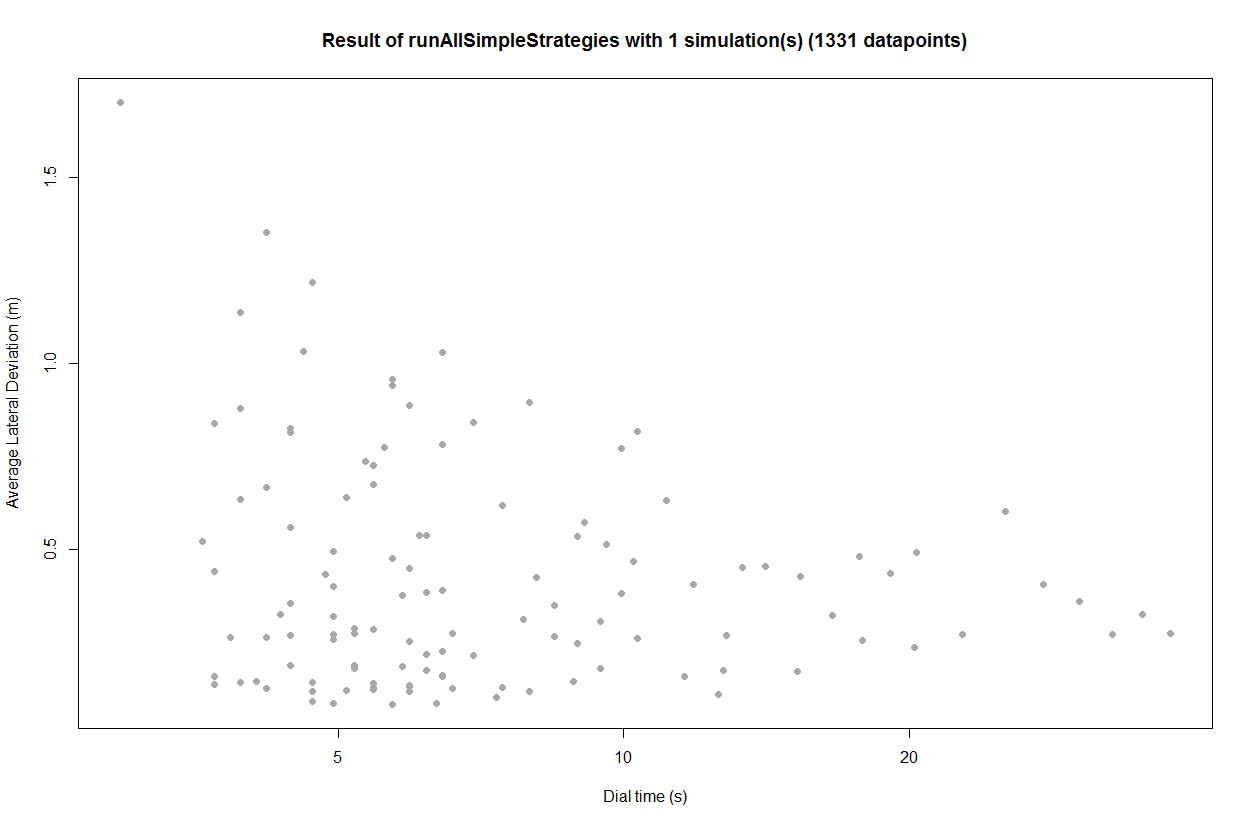 Result of runAllSimpleStrategies with 1 simulation(s) (1331 datapoints)
Average Lateral Deviation (m)
1.5
1.0
0.5
5 10 20
Dial time (s)